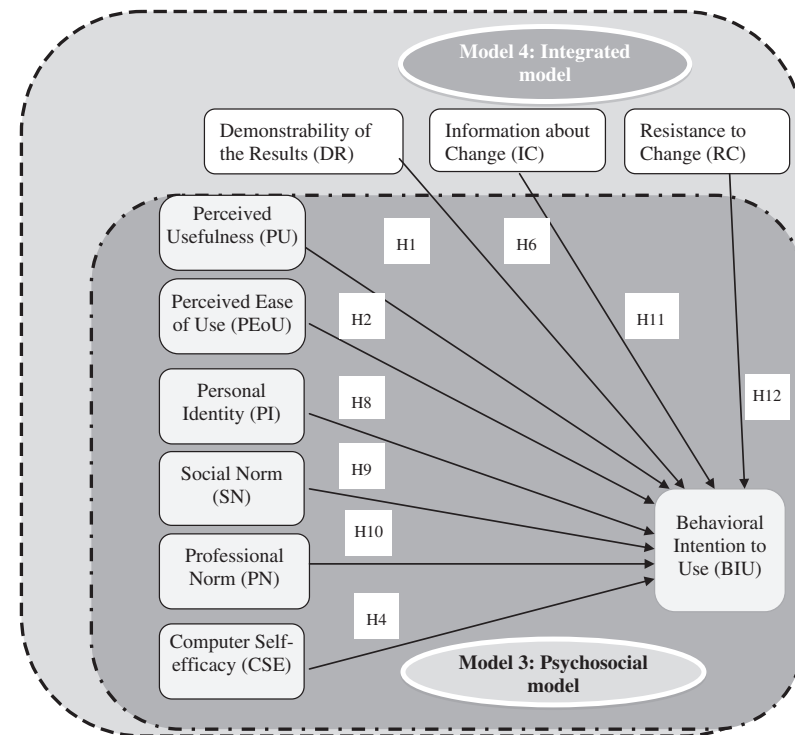 Model 4: Integrated
model
Demonstrability of
the Results (DR)
Information about
Change (IC)
Resistance to
Change (RC)
Perceived
Usefulness (PU)
H1
H6
Perceived Ease
of Use (PEoU)
H2
H11
Personal
Identity (PI)
H8
H12
Social Norm
(SN)
H9
Professional
Norm (PN)
H10
Behavioral
Intention to
Use (BIU)
Computer Self-
efficacy (CSE)
H4
Model 3: Psychosocial
model